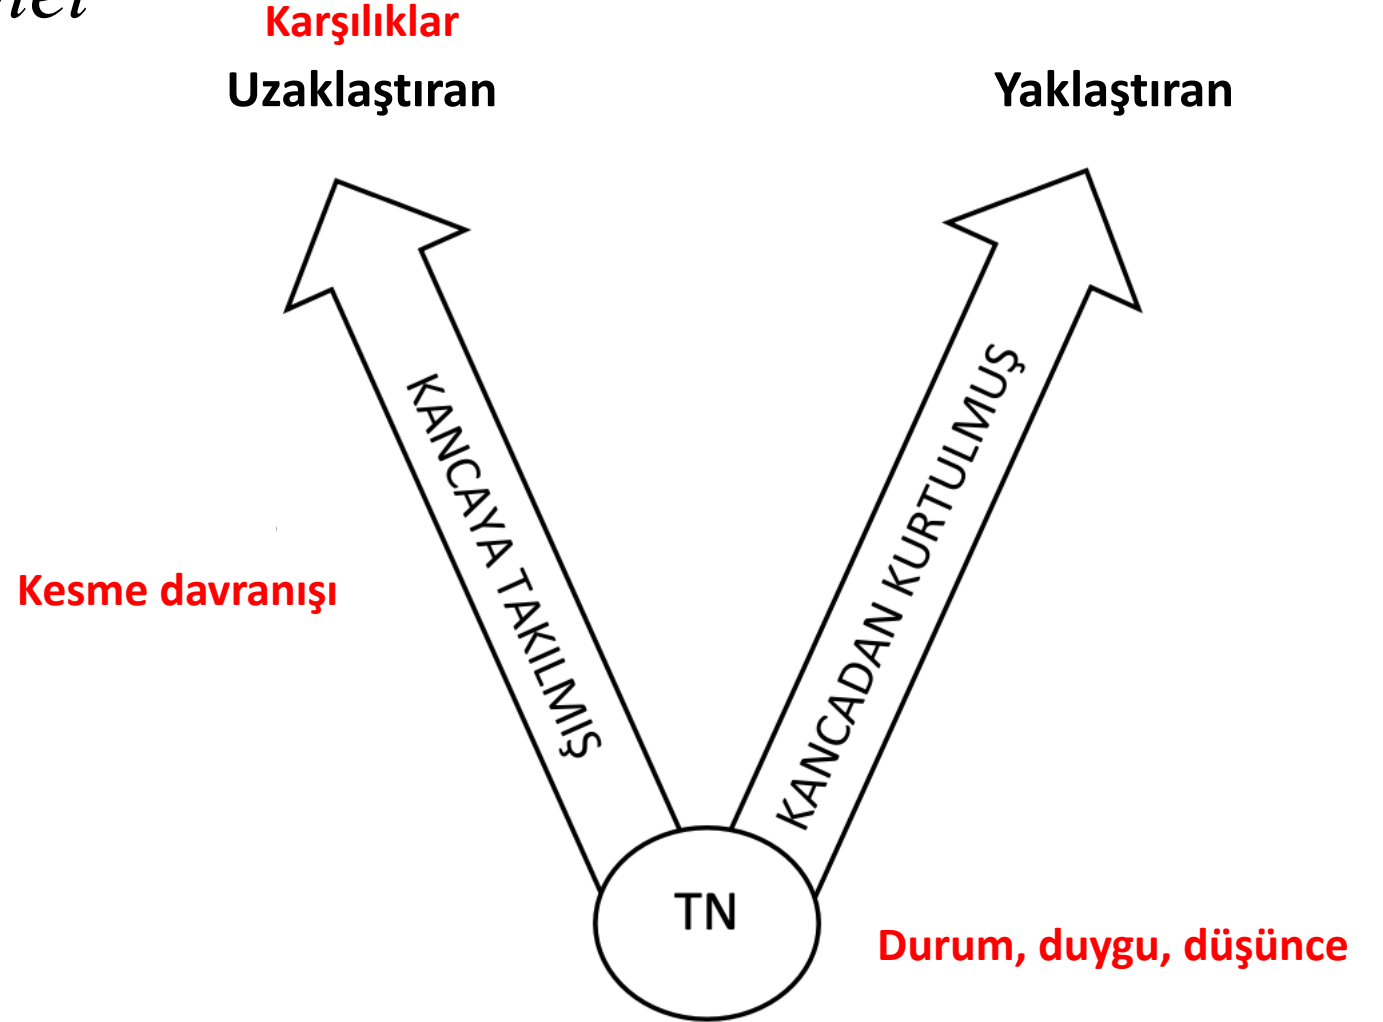 Karşılıklar
Uzaklaştıran
Yaklaştıran
KANCAYA TAKILMIŞ
KANCADAN KURTULMUŞ
Kesme davranışı
TN
Durum, duygu, düşünce